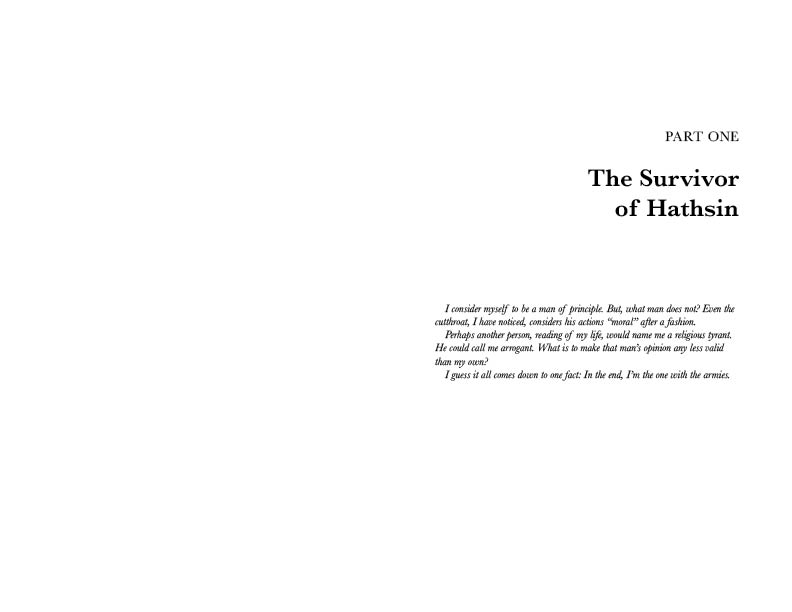 PART ONE
The Survivor
of Hathsin
I consider myself to be a man of principle. But, what man does not? Even the
cutthroat, I have noticed, considers his actions “moral” after a fashion.
Perhaps another person, reading of my life, would name me a religious tyrant.
He could call me arrogant. What is to make that man’s opinion any less valid
than my own?
I guess it all comes down to one fact: In the end, I’m the one with the armies.